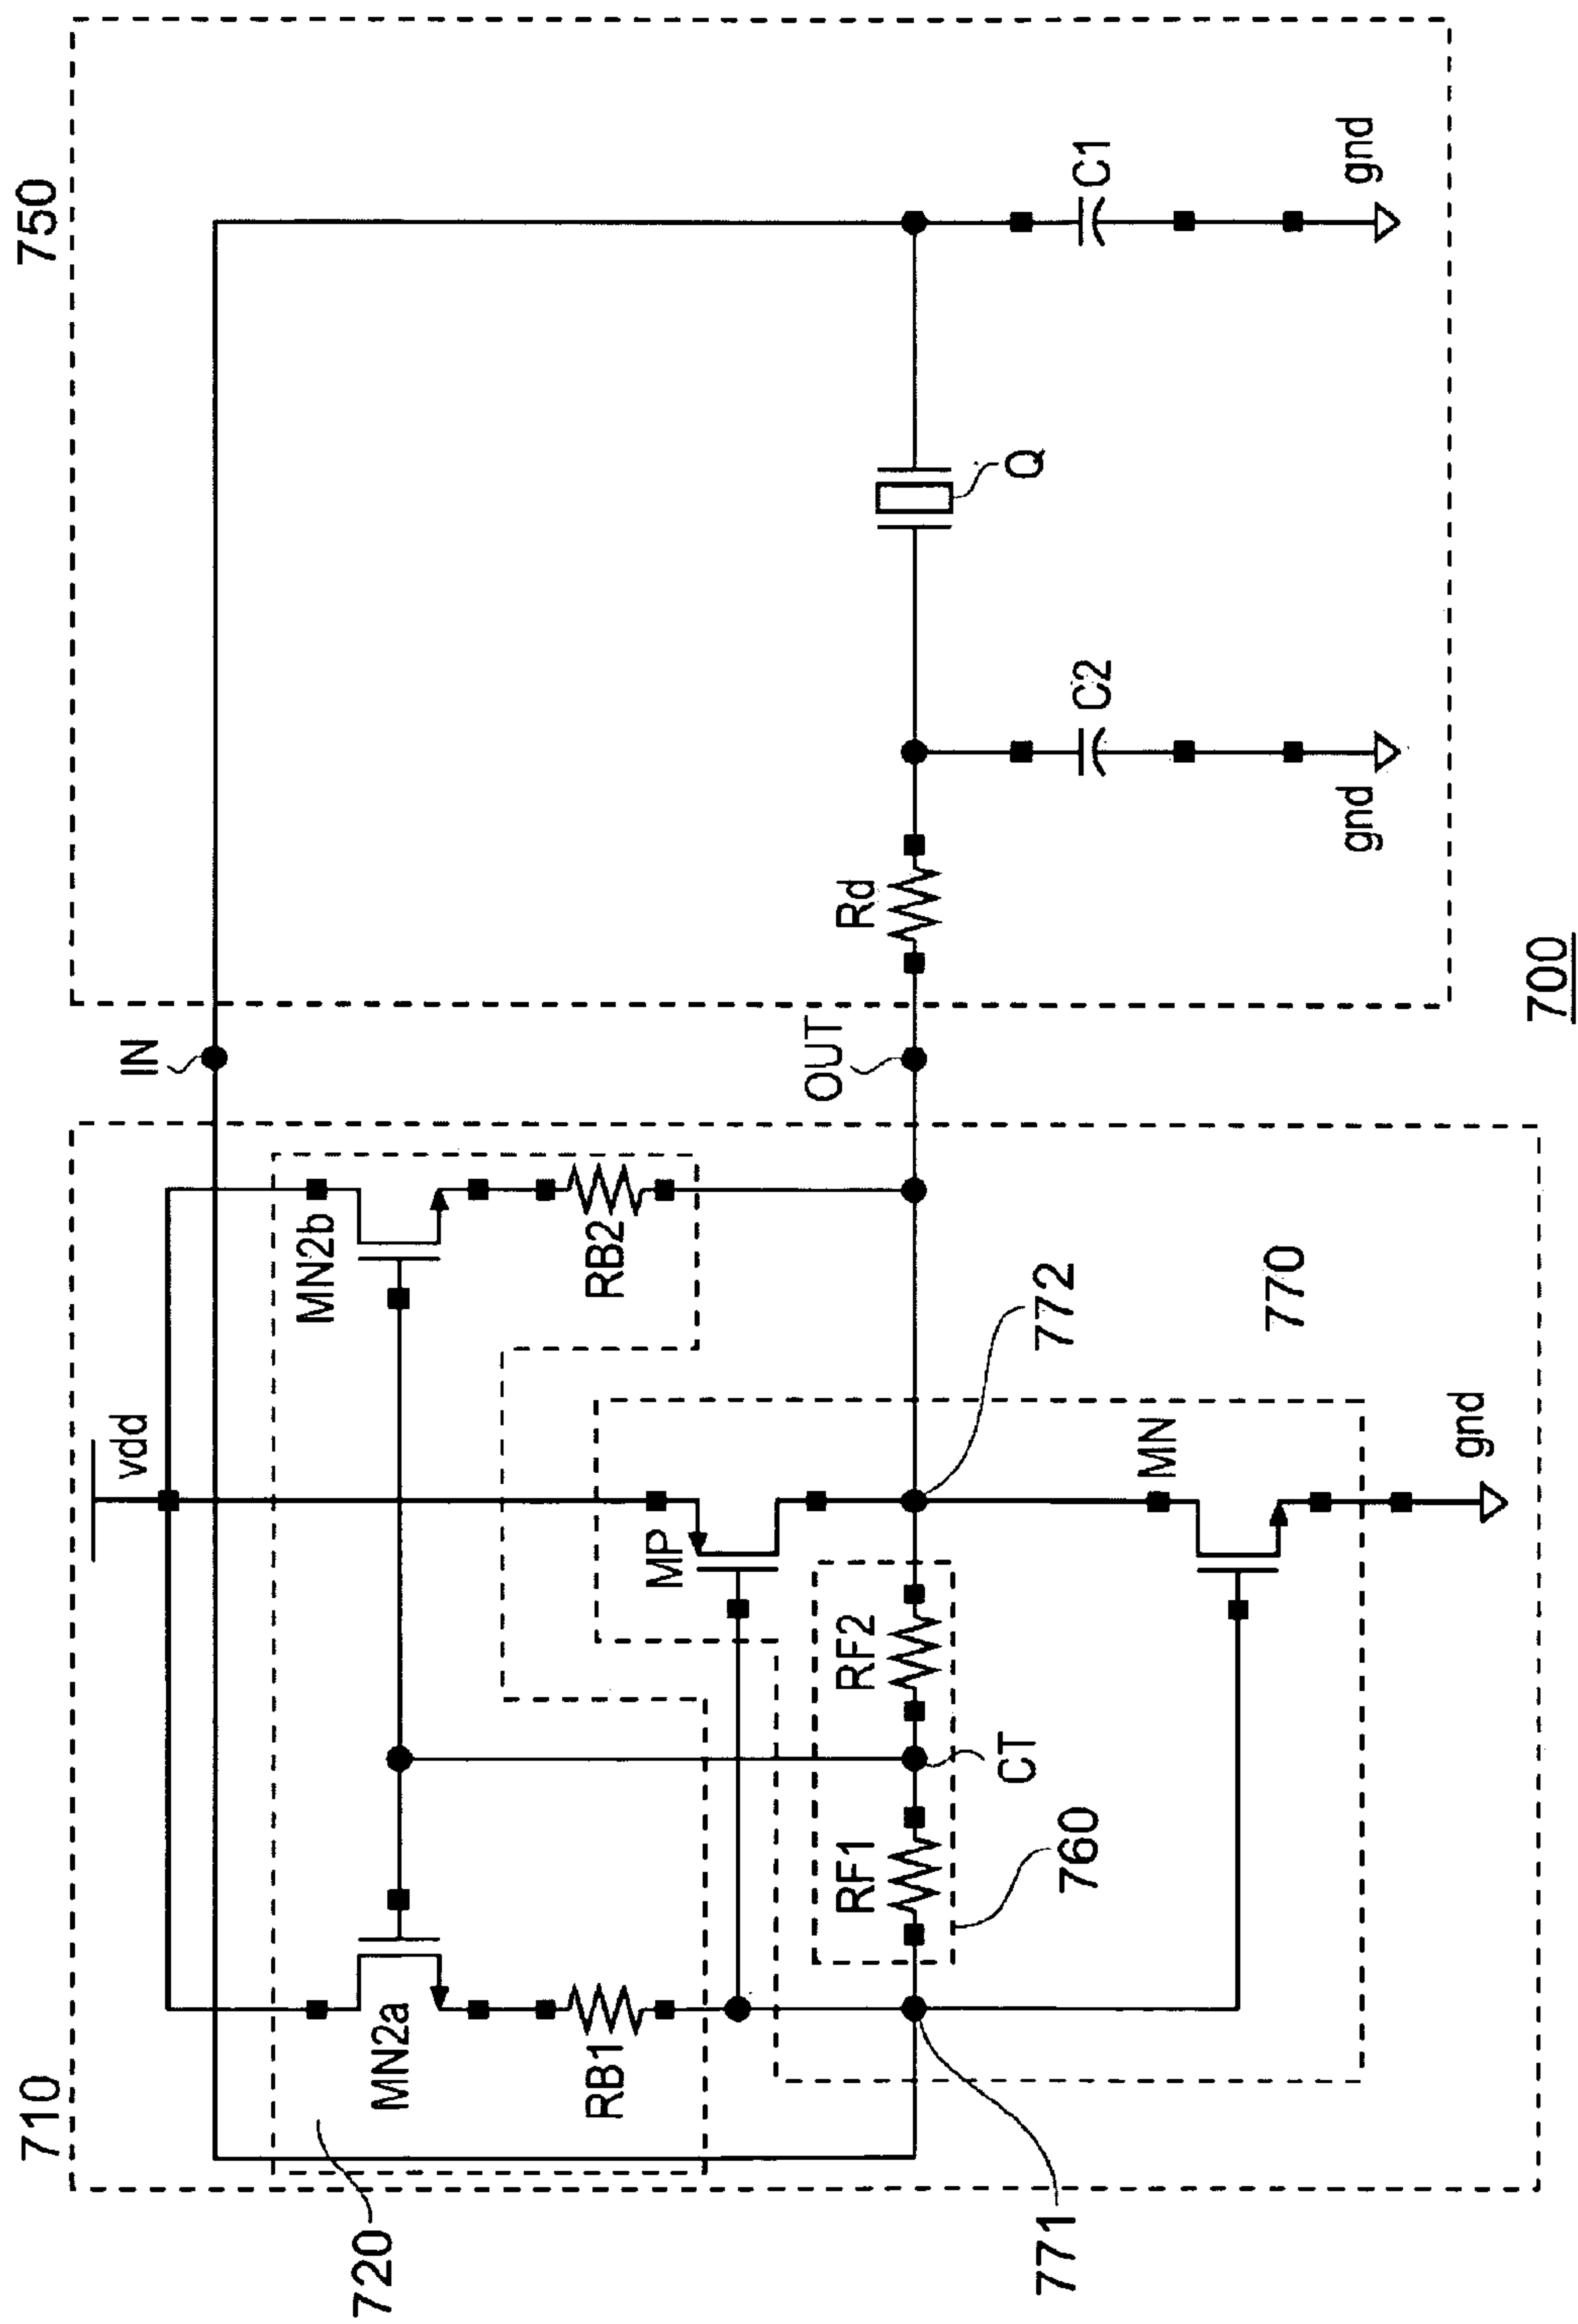 710
750
720
vdd
IN
MN2a
MN2b
RB1
RB2
MP
OUT
Rd
Q
RF1
RF2
CT
760
771
772
MN
770
C2
C1
gnd
gnd
gnd
700